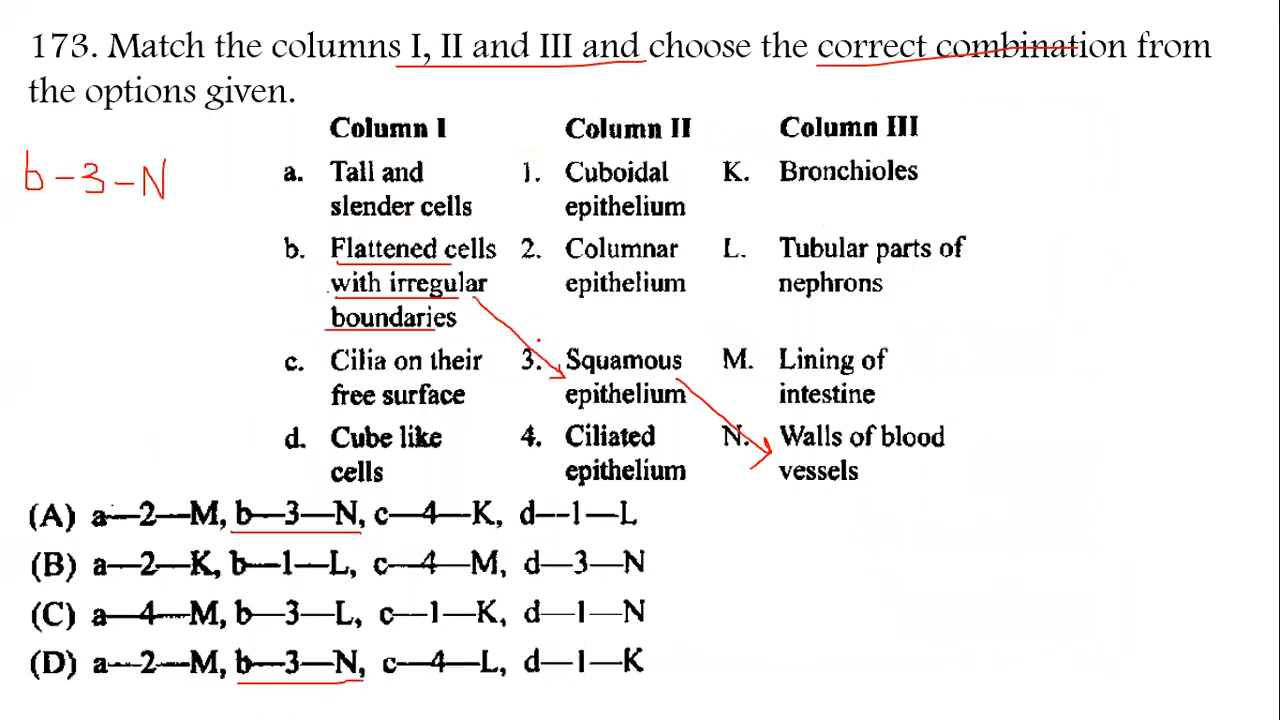 173. Match the columns I, II and III and choose the correct combination from
the options given.
Column I Column II Column III
b-3-N
a. Tall and 1. Cuboidal K. Bronchioles
slender cells epithelium
b. Flattened cells 2. Columnar L. Tubular parts of
with irregular epithelium nephrons
boundaries
c. Cilia on their 3. Squamous M. Lining of
free surface epithelium intestine
d. Cube like 4. Ciliated N. Walls of blood
cells epithelium vessels
(A) a—2—M, b—3—N, c—4—K, d—1—L
(B) a—2—K, b—1—L, c—4—M, d—3—N
(C) a—4—M, b—3—L, c—1—K, d—1—N
(D) a—2—M, b—3—N, c—4—L, d—1—K